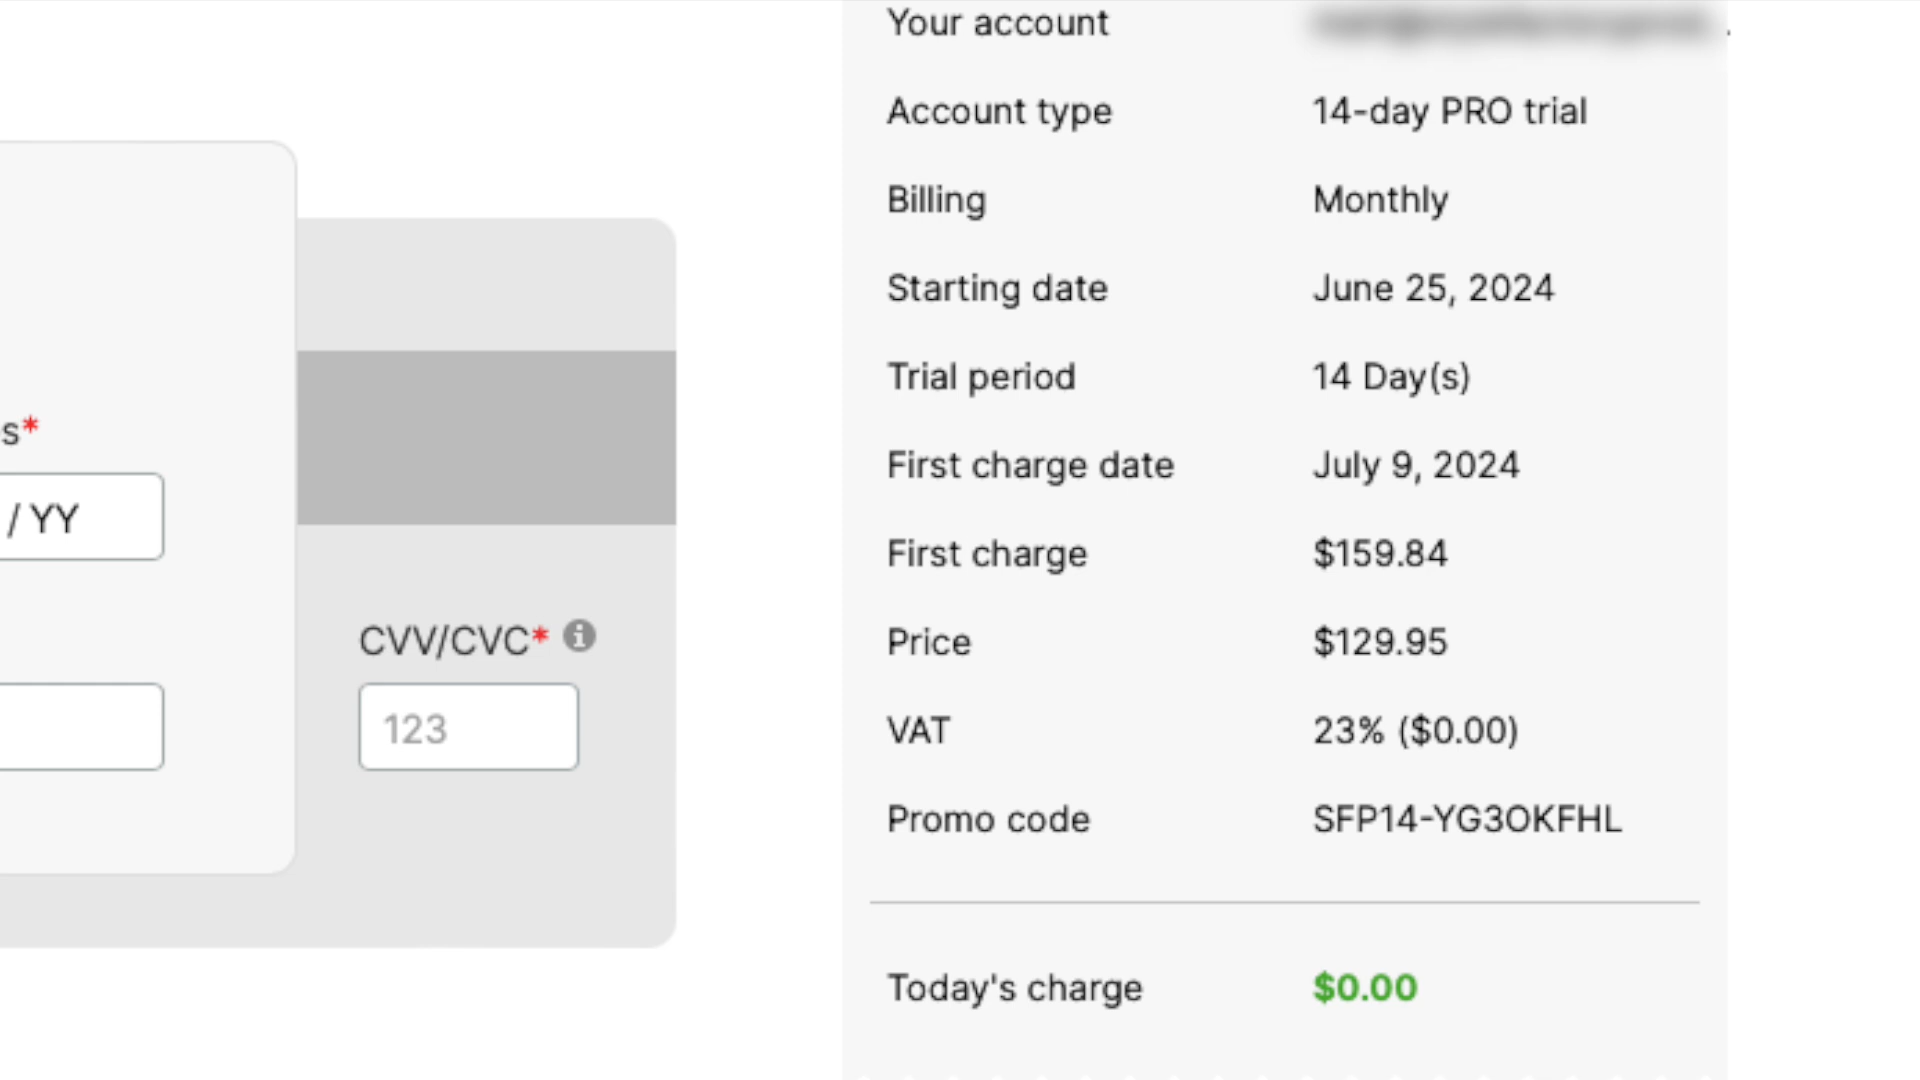 s*
/ YY
CVV/CVC*
123
Your account
Account type 14-day PRO trial
Billing Monthly
Starting date June 25, 2024
Trial period 14 Day(s)
First charge date July 9, 2024
First charge $159.84
Price $129.95
VAT 23% ($0.00)
Promo code SFP14-YG3OKFHL
Today's charge $0.00